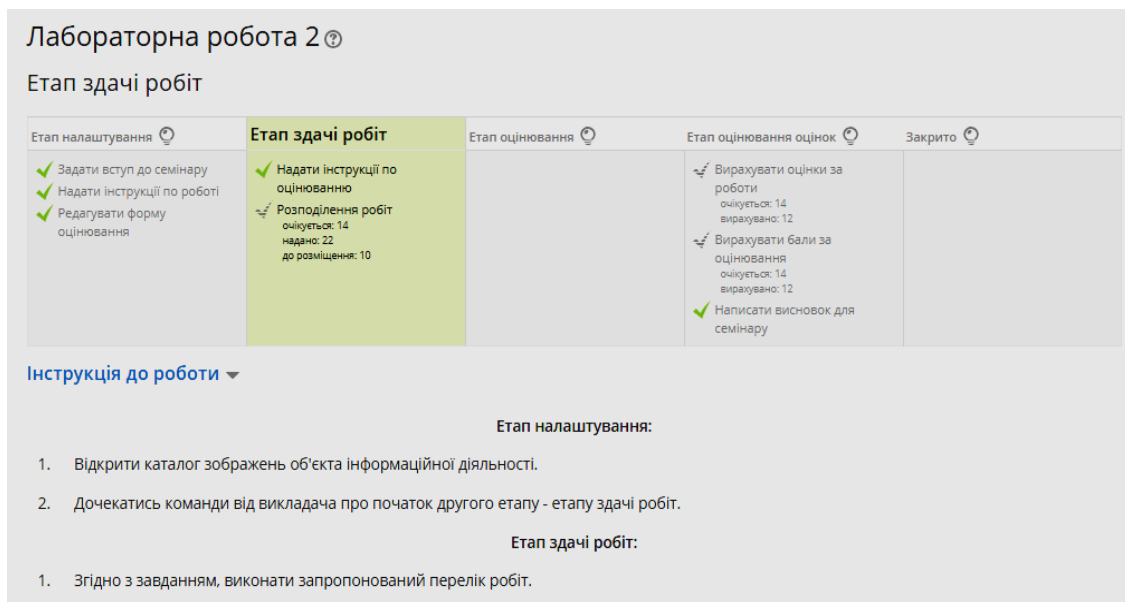 Лабораторна робота 2
Етап здачі робіт
Етап налаштування
Задати вступ до семінару
Надати інструкції по роботі
Редагувати форму
оцінювання
Етап здачі робіт
Надати інструкції по
оцінюванню
Розподілення робіт
очікується: 14
надано: 22
до розміщення: 10
Етап оцінювання
Етап оцінювання оцінок
Вирахувати оцінки за
роботи
очікується: 14
вирахувано: 12
Вирахувати бали за
оцінювання
очікується: 14
вирахувано: 12
Написати висновок для
семінару
Закрито
Інструкція до роботи
Етап налаштування:
1. Відкрити каталог зображень об'єкта інформаційної діяльності.
2. Дочекатись команди від викладача про початок другого етапу - етапу здачі робіт.
Етап здачі робіт:
1. Згідно з завданням, виконати запропонований перелік робіт.